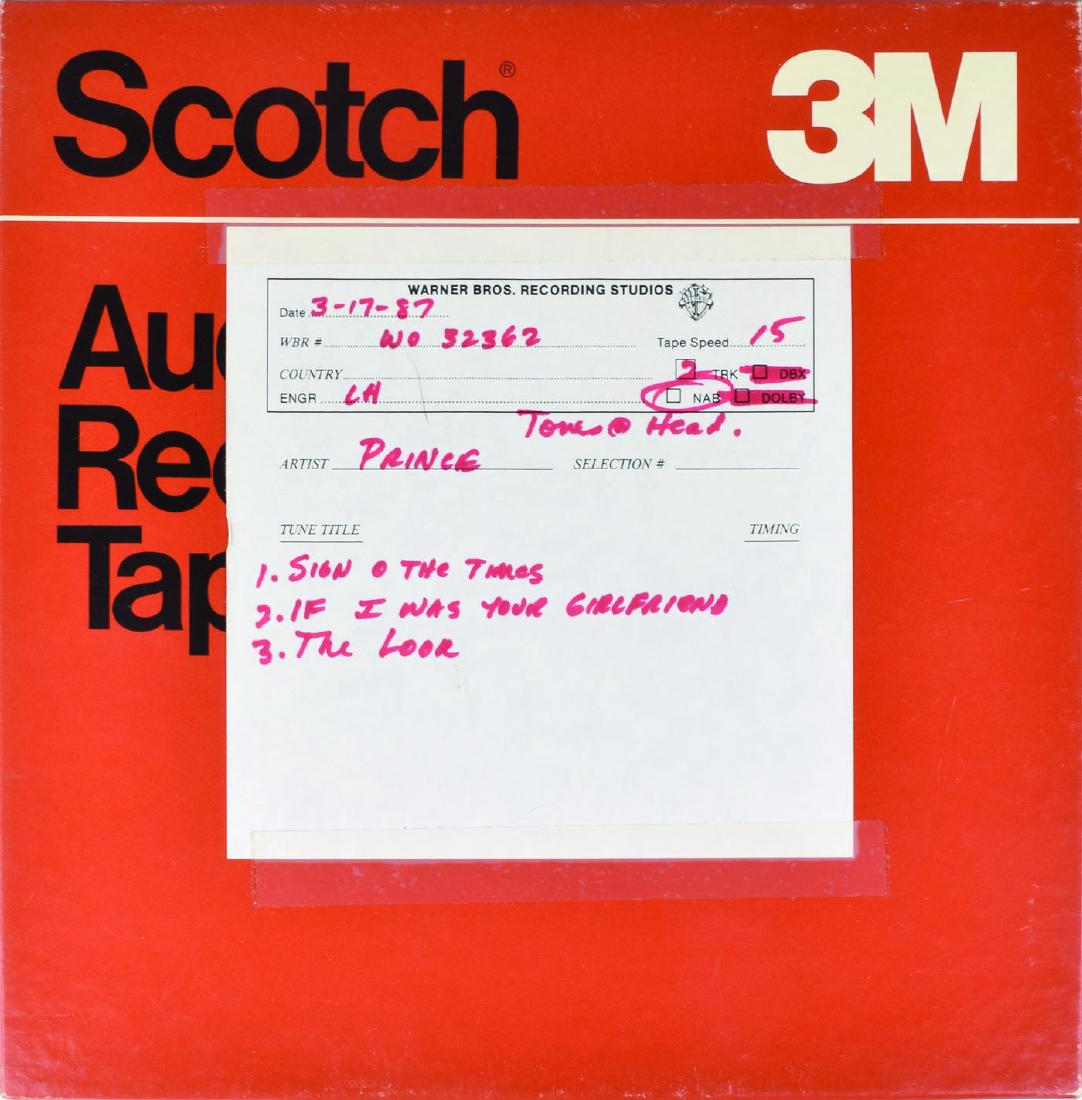 Scotch® 3M
Au
Re
Tap
WARNER BROS. RECORDING STUDIOS
Date 3-17-87
WBR # WO 32362 Tape Speed 15
COUNTRY 2 TRK DBX
ENGR LH NAB DOLBY
Tones @ Head.
ARTIST PRINCE SELECTION #
TUNE TITLE TIMING
1. SIGN O THE TIMES
2. IF I WAS YOUR GIRLFRIEND
3. THE LOOK